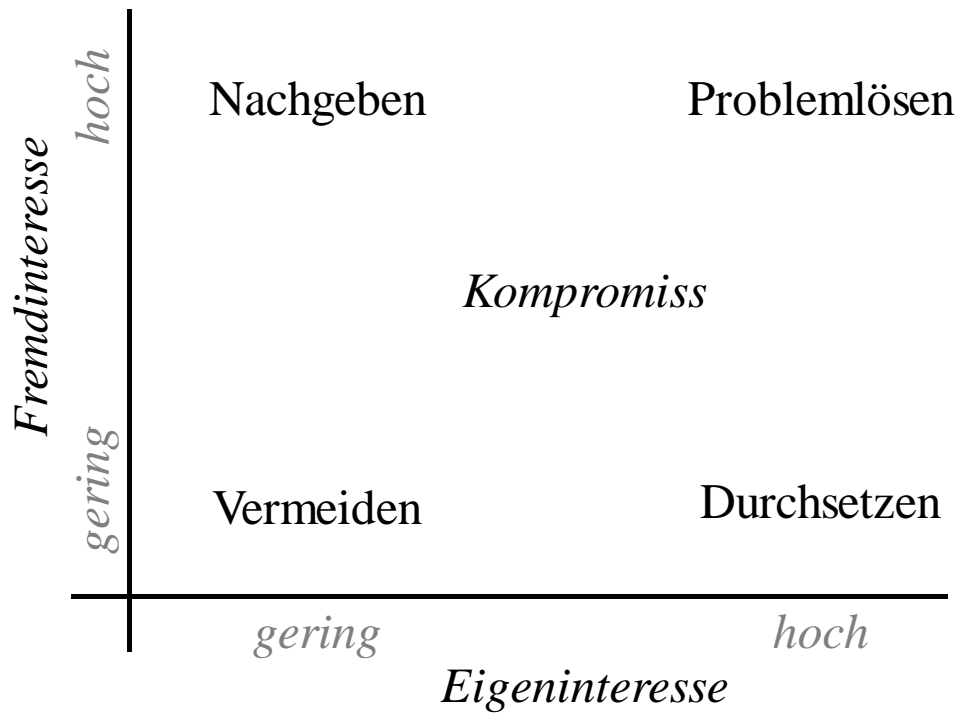 hoch
Nachgeben
Problemlösen
Fremdinteresse
Kompromiss
gering
Vermeiden
Durchsetzen
gering
hoch
Eigeninteresse